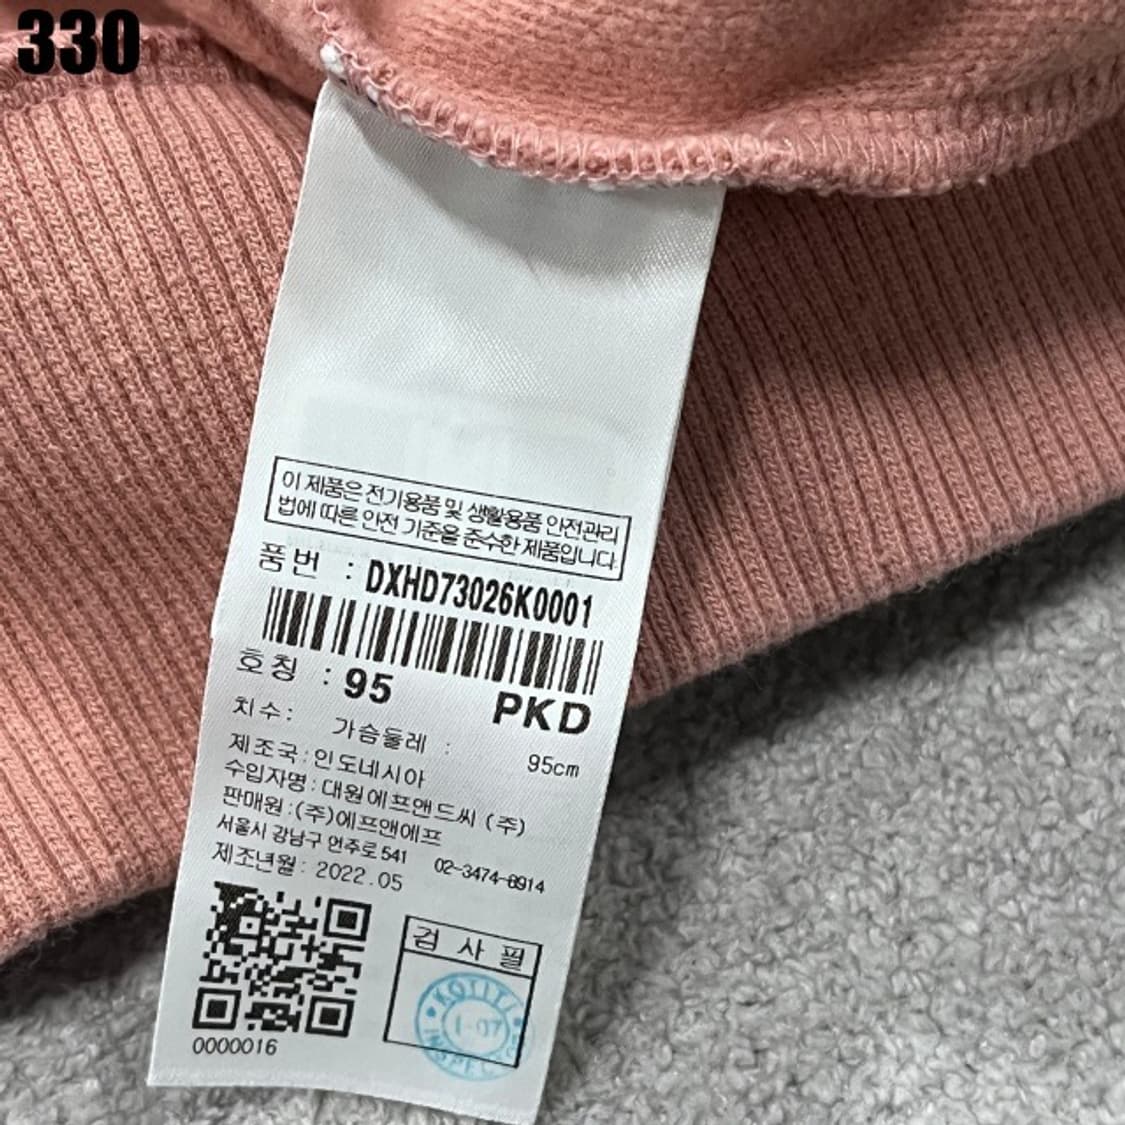 330
이 제품은 전기용품 및 생활용품 안전관리
법에 따른 안전 기준을 준수한 제품입니다.
품번 : DXHD73026K0001
호칭 : 95 PKD
치수: 가슴둘레 : 95cm
제조국:인도네시아
수입자명:대원에프앤드씨 (주)
판매원:(주)에프앤에프
서울시 강남구 언주로 541 02-3474-8914
제조년월: 2022.05
검사필
KOTITI
I-07
0000016